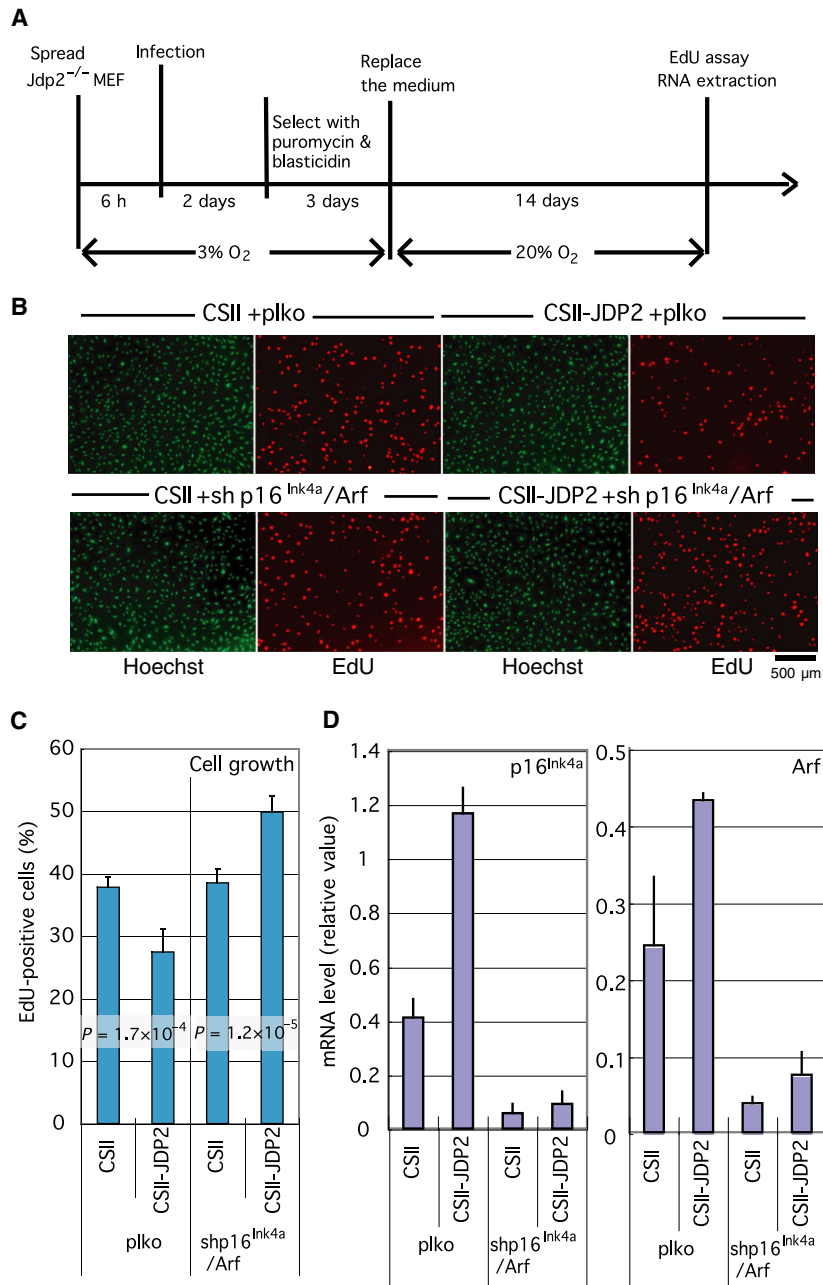 A
Spread
Jdp2−/− MEF
Infection
Select with
puromycin &
blasticidin
Replace
the medium
EdU assay
RNA extraction
6 h
2 days
3 days
14 days
3% O2
20% O2
B
CSII +plko
CSII-JDP2 +plko
CSII +sh p16 Ink4a/Arf
CSII-JDP2 +sh p16 Ink4a/Arf
Hoechst
EdU
Hoechst
EdU
500 µm
C
Cell growth
EdU-positive cells (%)
60
50
40
30
20
10
0
P = 1.7×10−4
P = 1.2×10−5
CSII
CSII-JDP2
CSII
CSII-JDP2
plko
shp16Ink4a
/Arf
D
p16Ink4a
mRNA level (relative value)
1.4
1.2
1
0.8
0.6
0.4
0.2
0
CSII
CSII-JDP2
CSII
CSII-JDP2
plko
shp16Ink4a
/Arf
Arf
0.5
0.4
0.3
0.2
0.1
0
CSII
CSII-JDP2
CSII
CSII-JDP2
plko
shp16Ink4a
/Arf